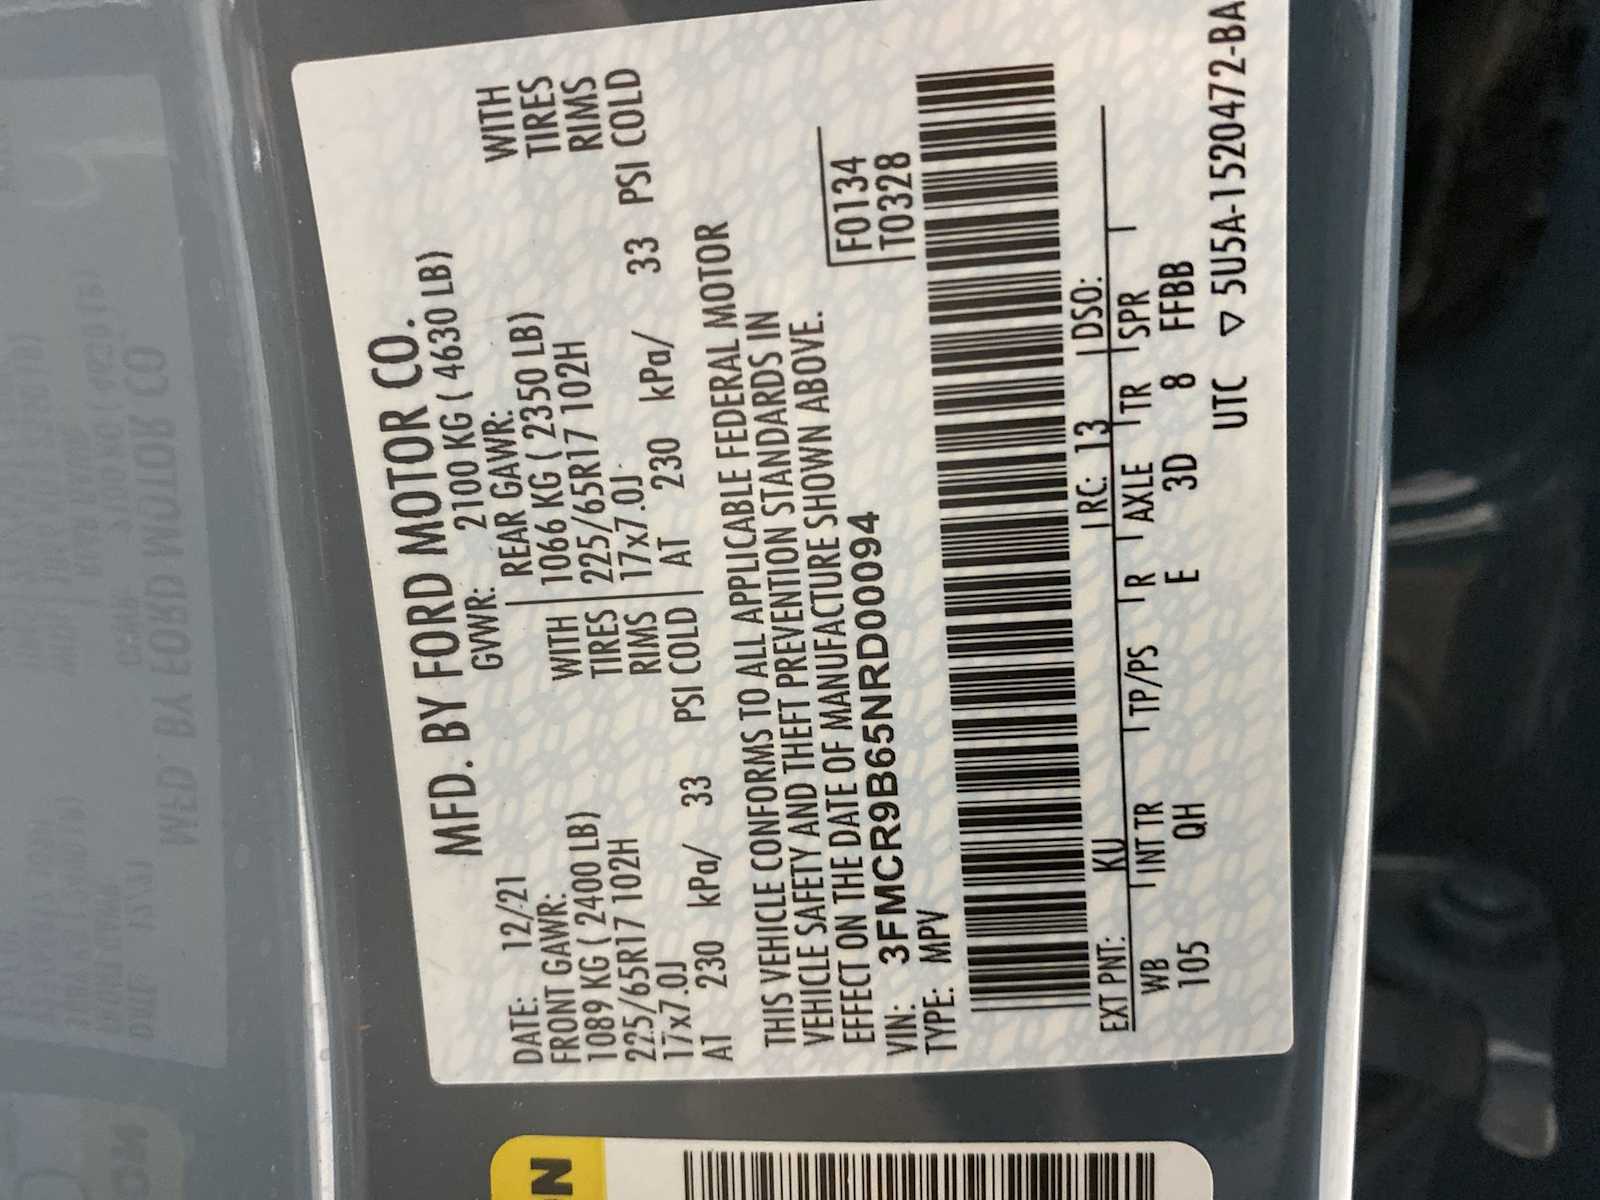 MFD. BY FORD MOTOR CO.
DATE: 12/21 GVWR: 2100 KG ( 4630 LB)
FRONT GAWR: REAR GAWR: WITH
1089 KG ( 2400 LB) WITH 1066 KG ( 2350 LB) TIRES
225/65R17 102H TIRES 225/65R17 102H RIMS
17x7.0J RIMS 17x7.0J
AT 230 kPa/ 33 PSI COLD AT 230 kPa/ 33 PSI COLD
THIS VEHICLE CONFORMS TO ALL APPLICABLE FEDERAL MOTOR
VEHICLE SAFETY AND THEFT PREVENTION STANDARDS IN
EFFECT ON THE DATE OF MANUFACTURE SHOWN ABOVE.
VIN: 3FMCR9B65NRD00094 F0134
TYPE: MPV T0328
EXT PNT: KU RC: 13 DSO:
WB INT TR TP/PS R AXLE TR SPR
105 QH E 3D 8 FFBB
UTC ▽ 5U5A-1520472-BA